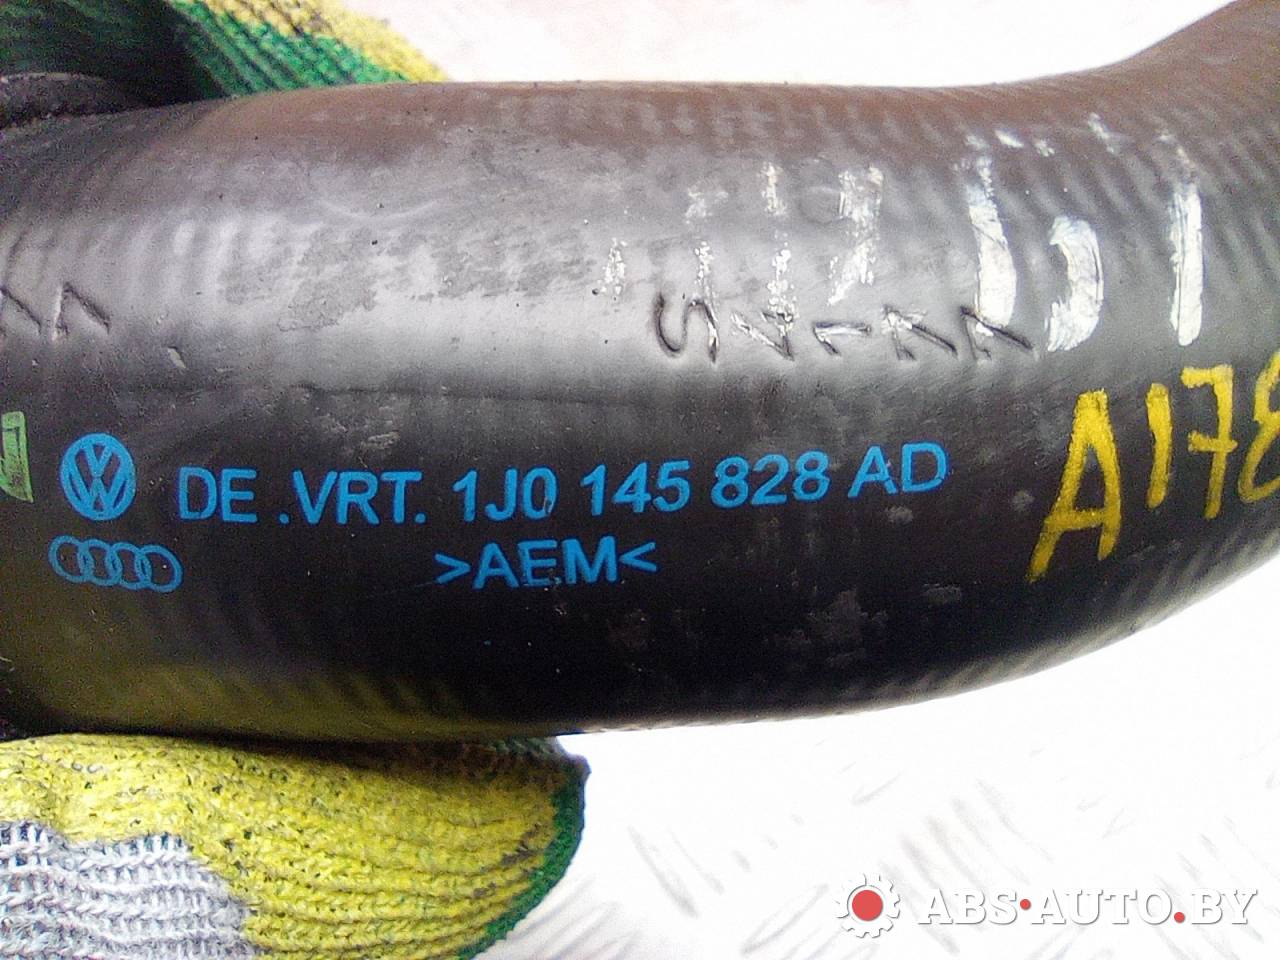 DE .VRT. 1J0 145 828 AD
>AEM<
A178
ABS·AUTO.BY